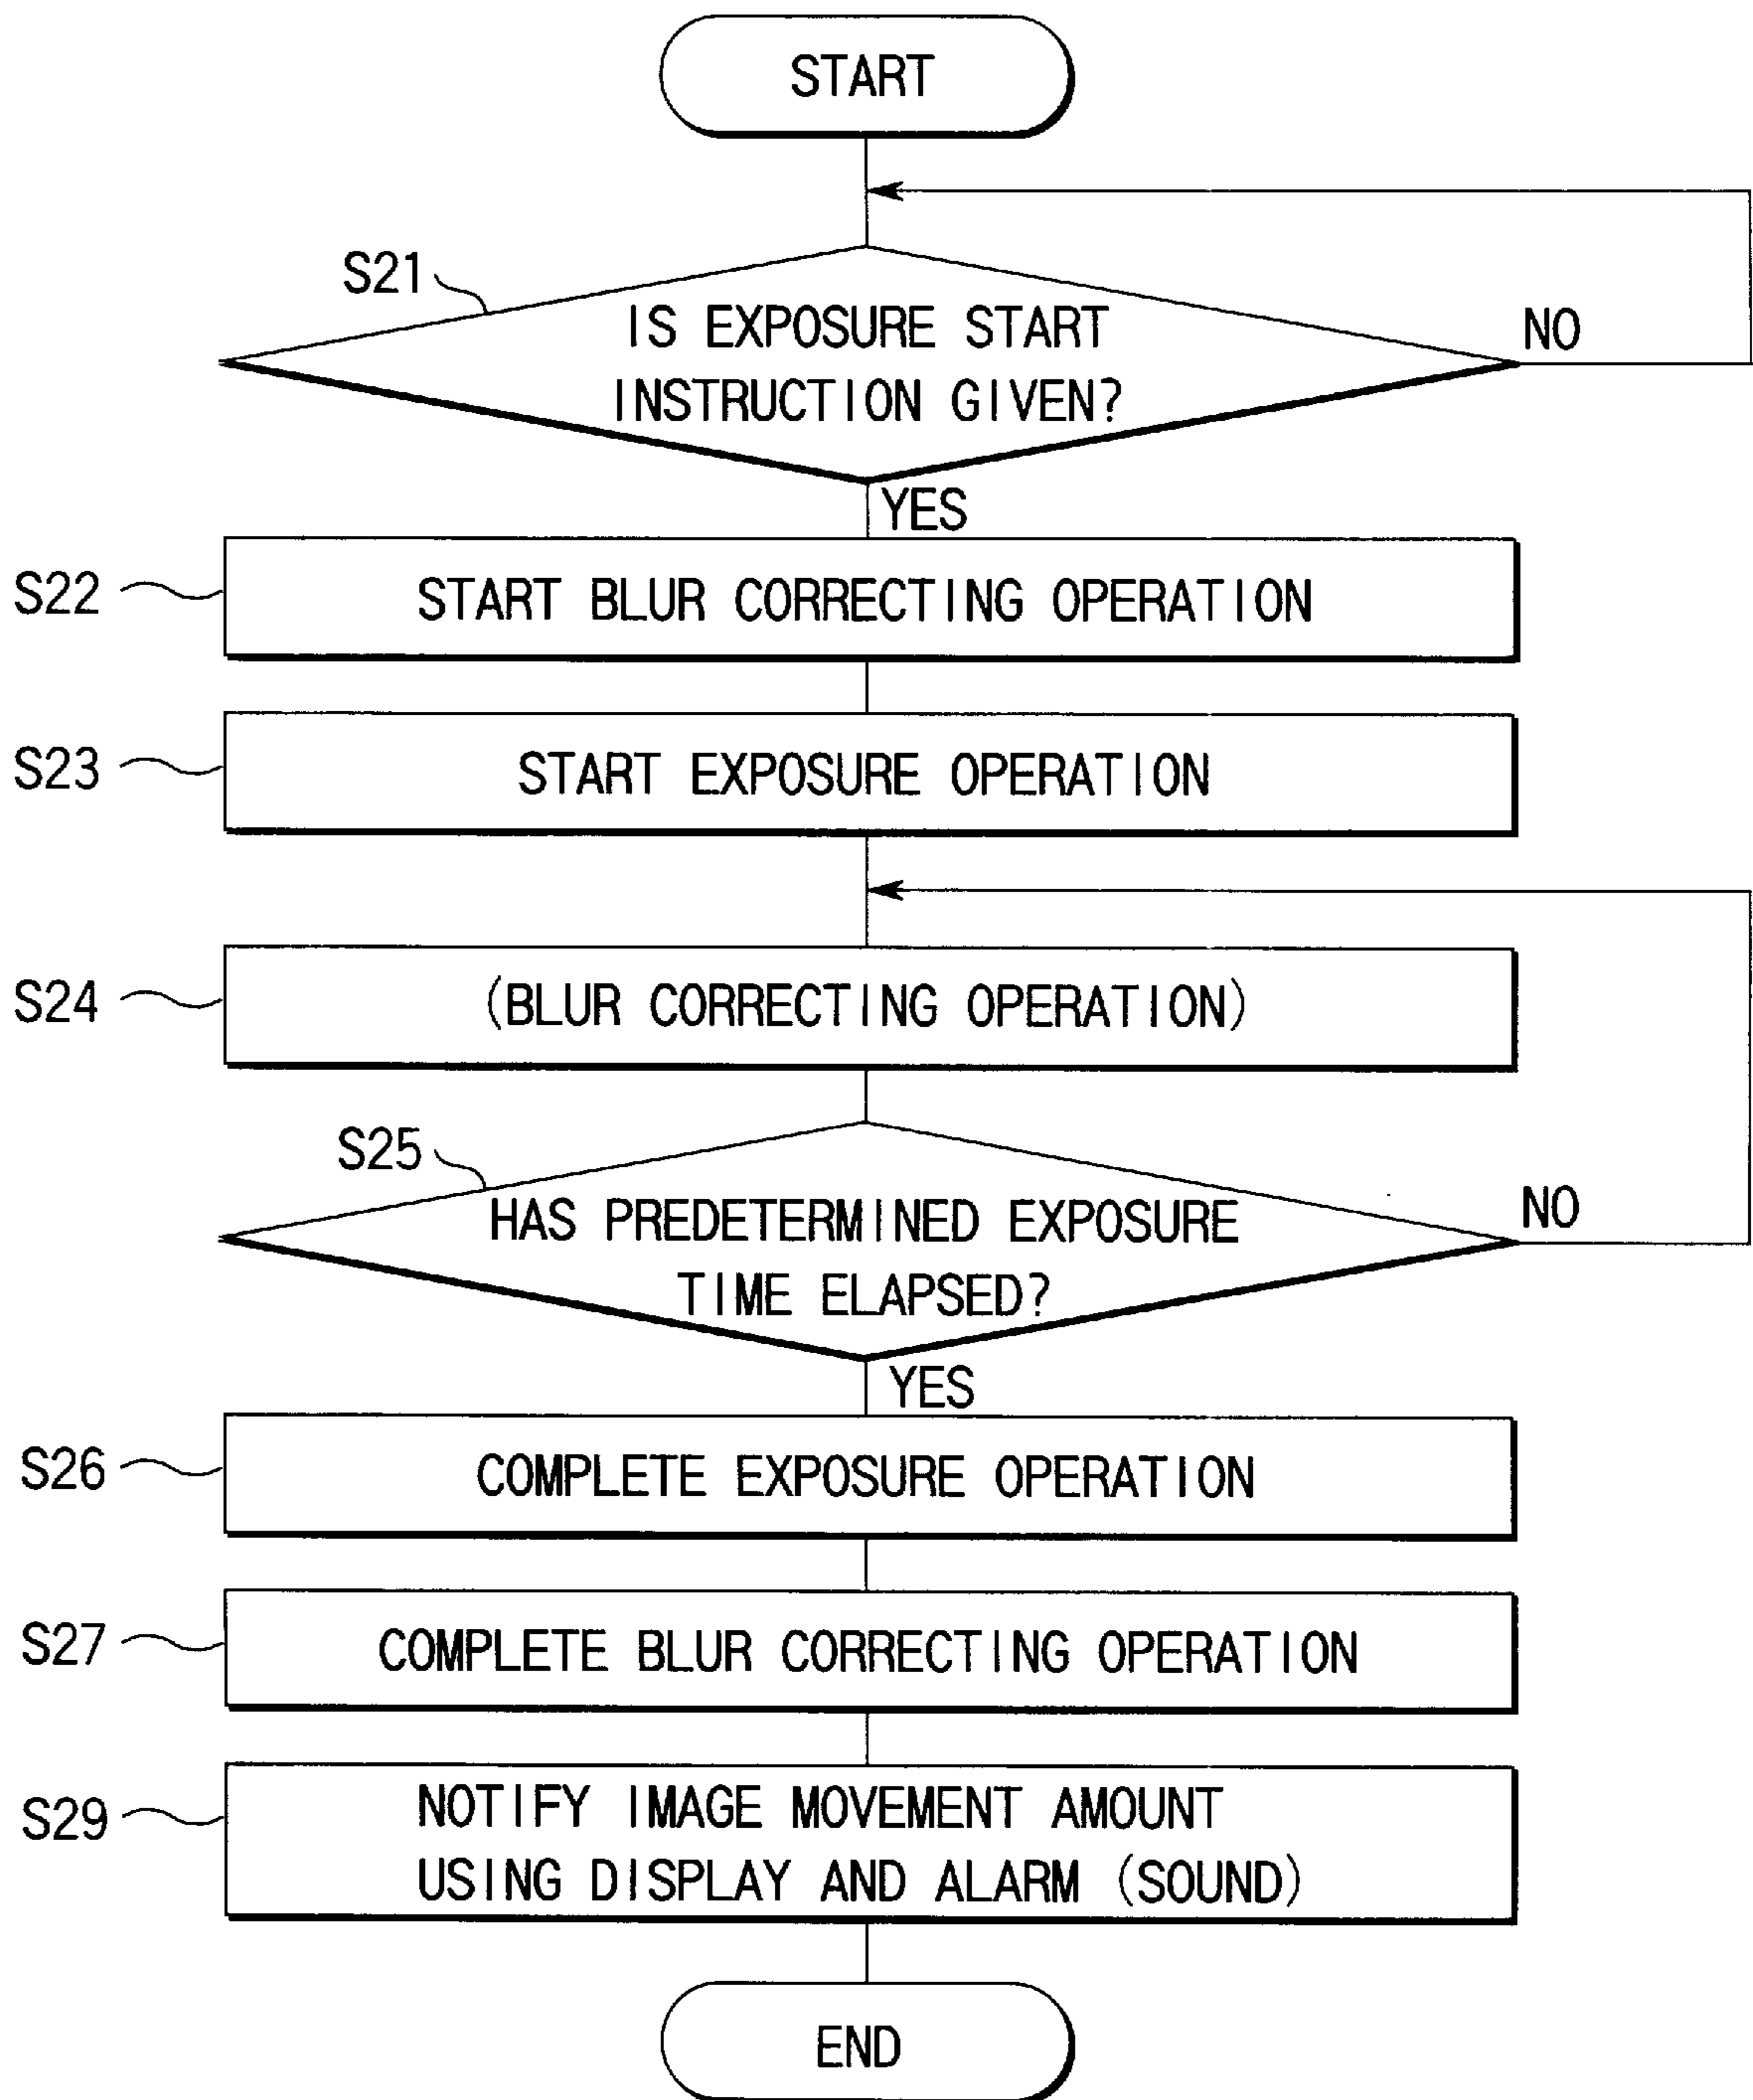 START
S21
IS EXPOSURE START
INSTRUCTION GIVEN?
NO
YES
S22
START BLUR CORRECTING OPERATION
S23
START EXPOSURE OPERATION
S24
(BLUR CORRECTING OPERATION)
S25
HAS PREDETERMINED EXPOSURE
TIME ELAPSED?
NO
YES
S26
COMPLETE EXPOSURE OPERATION
S27
COMPLETE BLUR CORRECTING OPERATION
S29
NOTIFY IMAGE MOVEMENT AMOUNT
USING DISPLAY AND ALARM (SOUND)
END